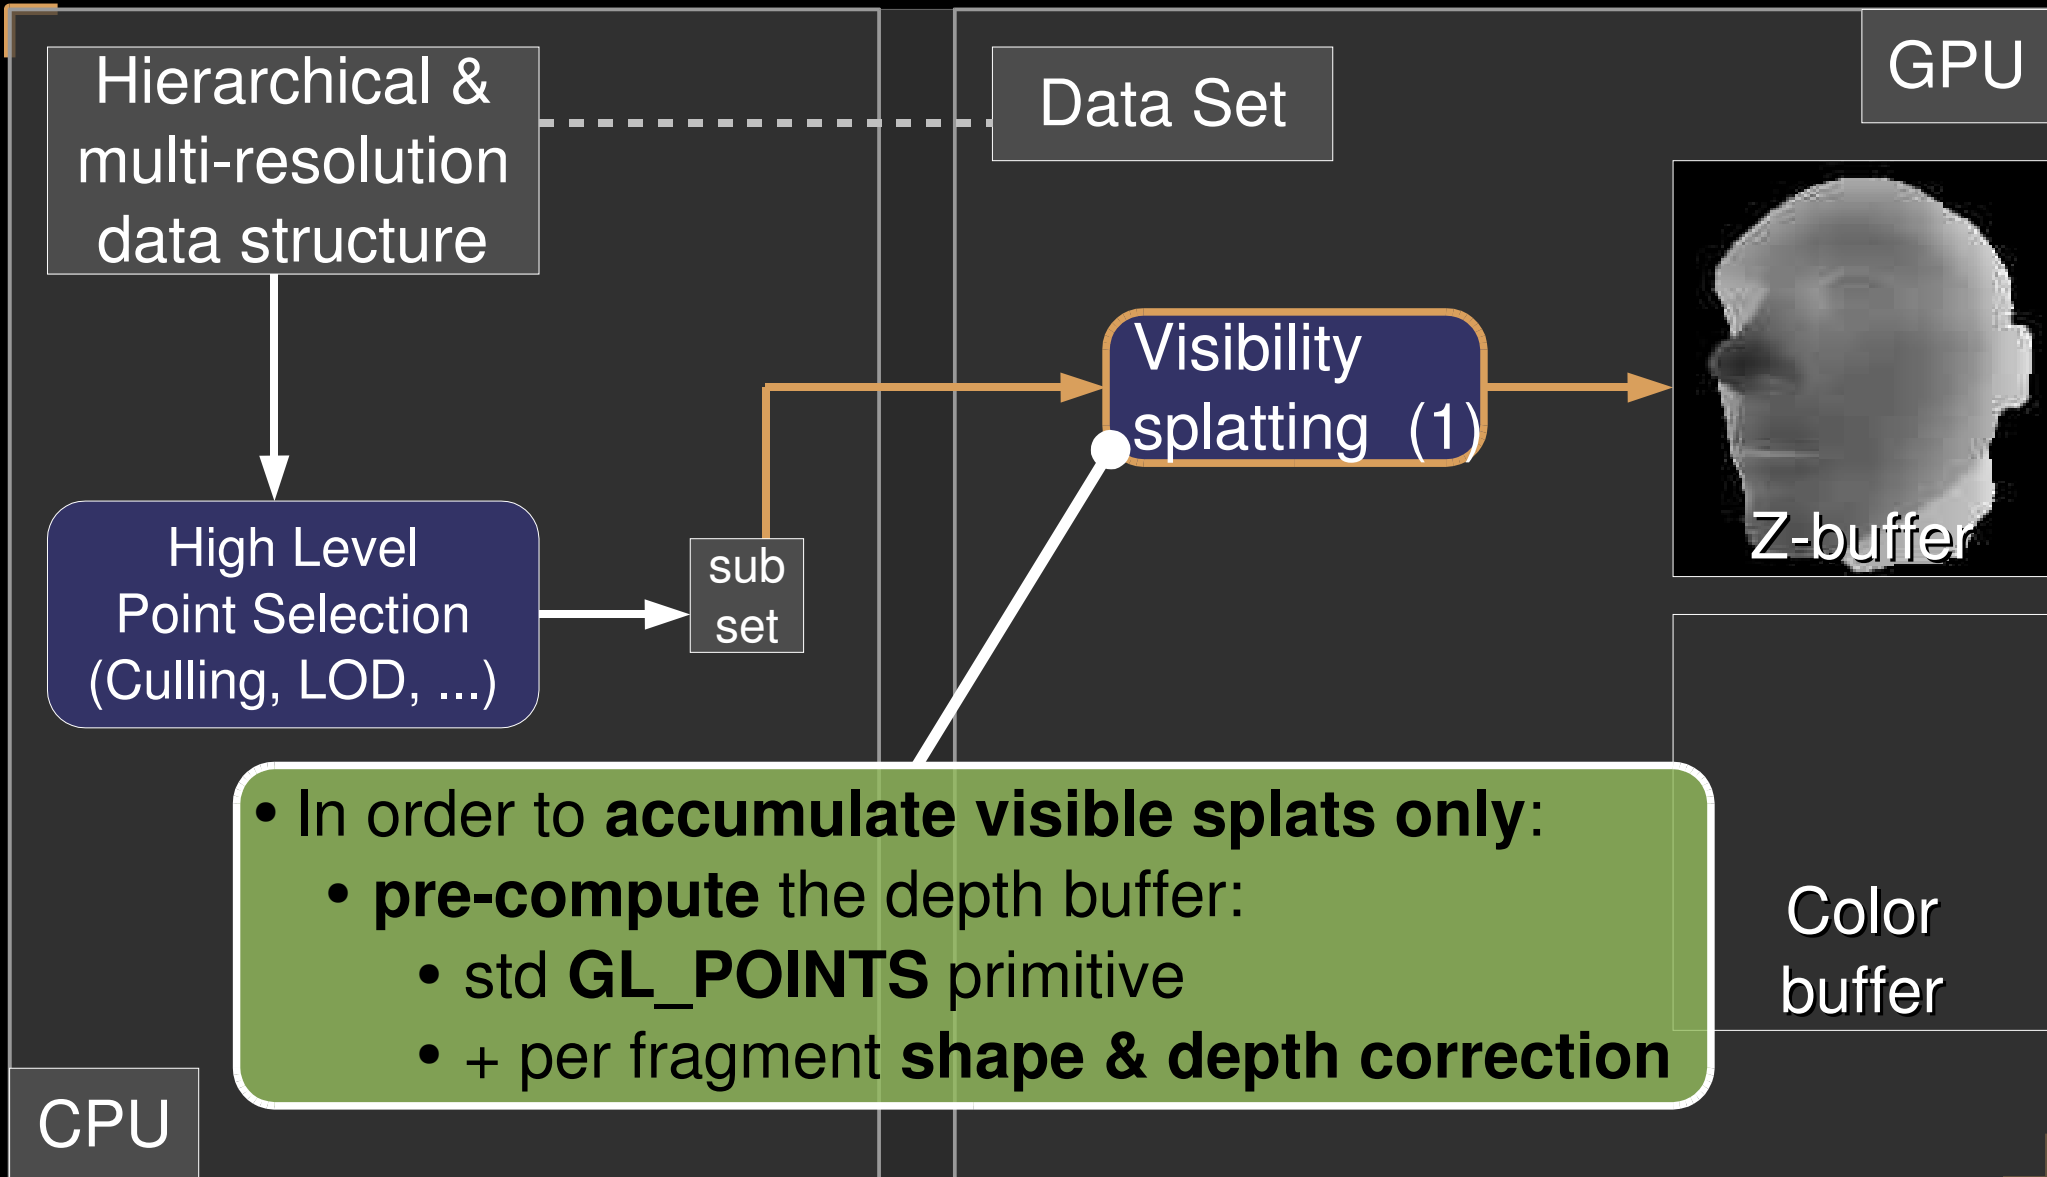 Hierarchical &
multi-resolution
data structure
Data Set
GPU
Visibility
splatting (1)
Z-buffer
High Level
Point Selection
(Culling, LOD, ...)
sub
set
• In order to accumulate visible splats only:
• pre-compute the depth buffer:
• std GL_POINTS primitive
• + per fragment shape & depth correction
Color
buffer
CPU